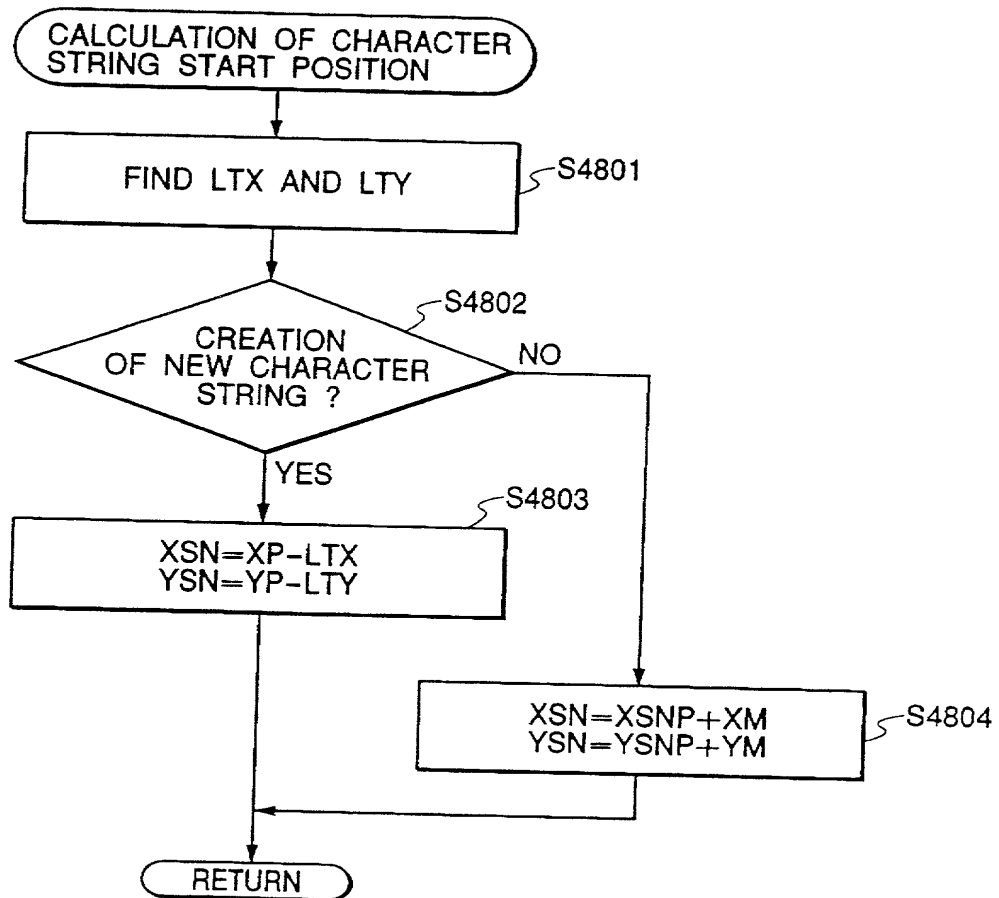 CALCULATION OF CHARACTER
STRING START POSITION
FIND LTX AND LTY
S4801
S4802
CREATION
OF NEW CHARACTER
STRING ?
NO
YES
S4803
XSN=XP-LTX
YSN=YP-LTY
XSN=XSNP+XM
YSN=YSNP+YM
S4804
RETURN